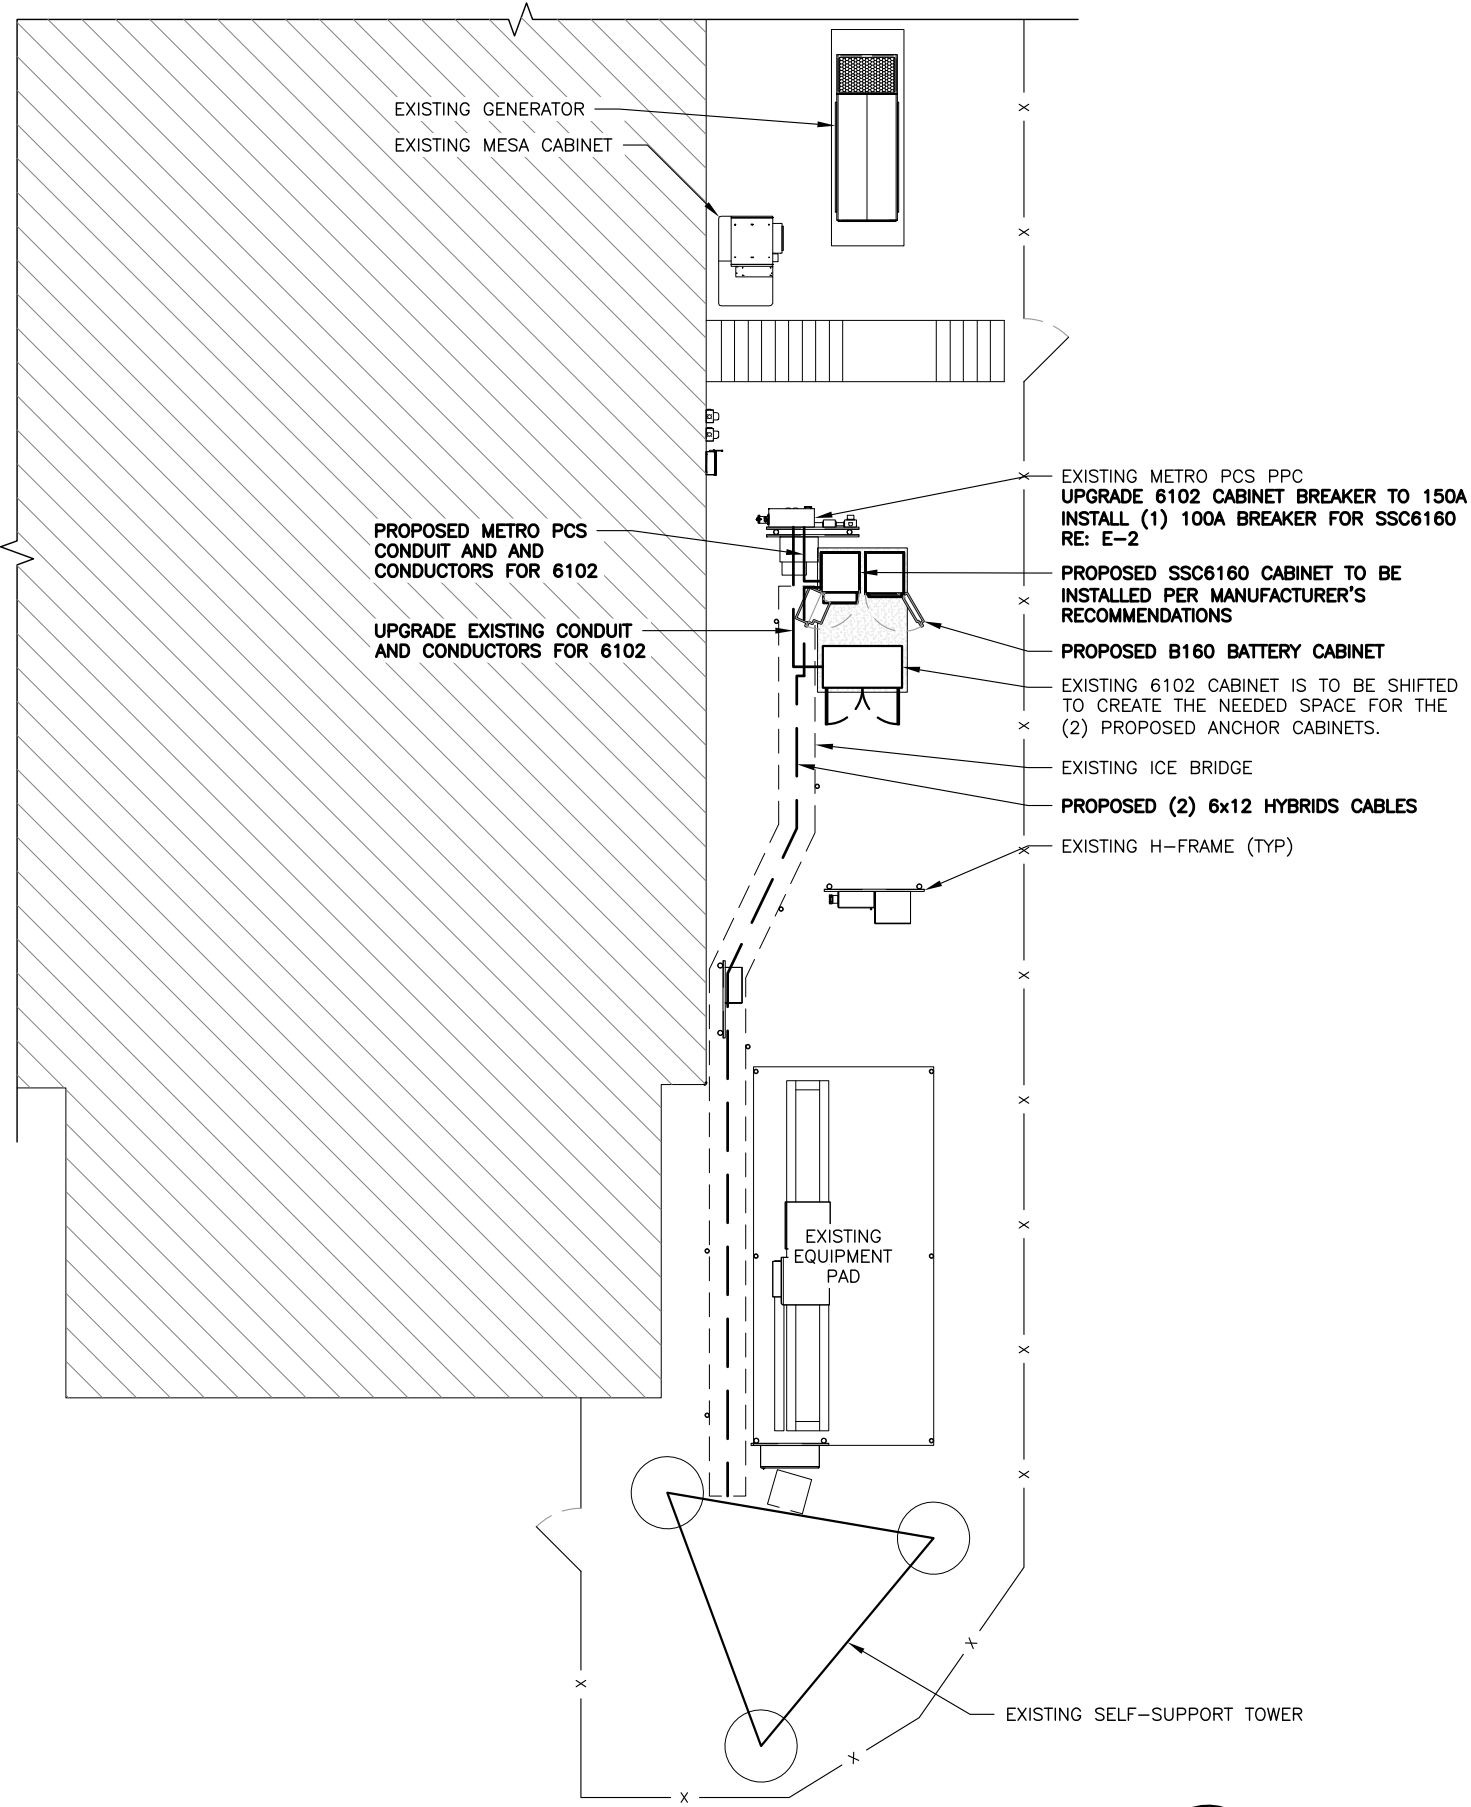 EXISTING GENERATOR
EXISTING MESA CABINET
EXISTING METRO PCS PPC
UPGRADE 6102 CABINET BREAKER TO 150A
INSTALL (1) 100A BREAKER FOR SSC6160
RE: E-2
PROPOSED METRO PCS
CONDUIT AND AND
CONDUCTORS FOR 6102
PROPOSED SSC6160 CABINET TO BE
INSTALLED PER MANUFACTURER'S
RECOMMENDATIONS
UPGRADE EXISTING CONDUIT
AND CONDUCTORS FOR 6102
PROPOSED B160 BATTERY CABINET
EXISTING 6102 CABINET IS TO BE SHIFTED
TO CREATE THE NEEDED SPACE FOR THE
(2) PROPOSED ANCHOR CABINETS.
EXISTING ICE BRIDGE
PROPOSED (2) 6x12 HYBRIDS CABLES
EXISTING H-FRAME (TYP)
EXISTING
EQUIPMENT
PAD
EXISTING SELF-SUPPORT TOWER